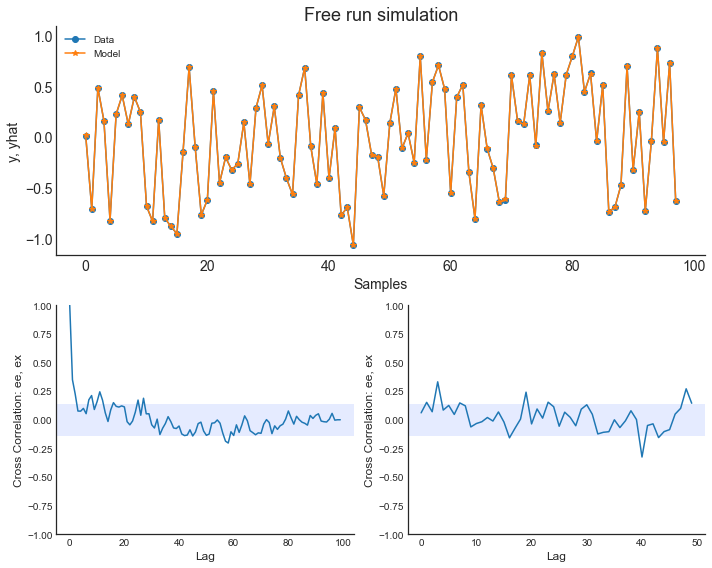 Free run simulation
Data
Model
y, yhat
1.0
0.5
0.0
−0.5
−1.0
0 20 40 60 80 100
Samples
Cross Correlation: ee, ex
1.00
0.75
0.50
0.25
0.00
−0.25
−0.50
−0.75
−1.00
0 20 40 60 80 100
Lag
Cross Correlation: ee, ex
1.00
0.75
0.50
0.25
0.00
−0.25
−0.50
−0.75
−1.00
0 10 20 30 40 50
Lag